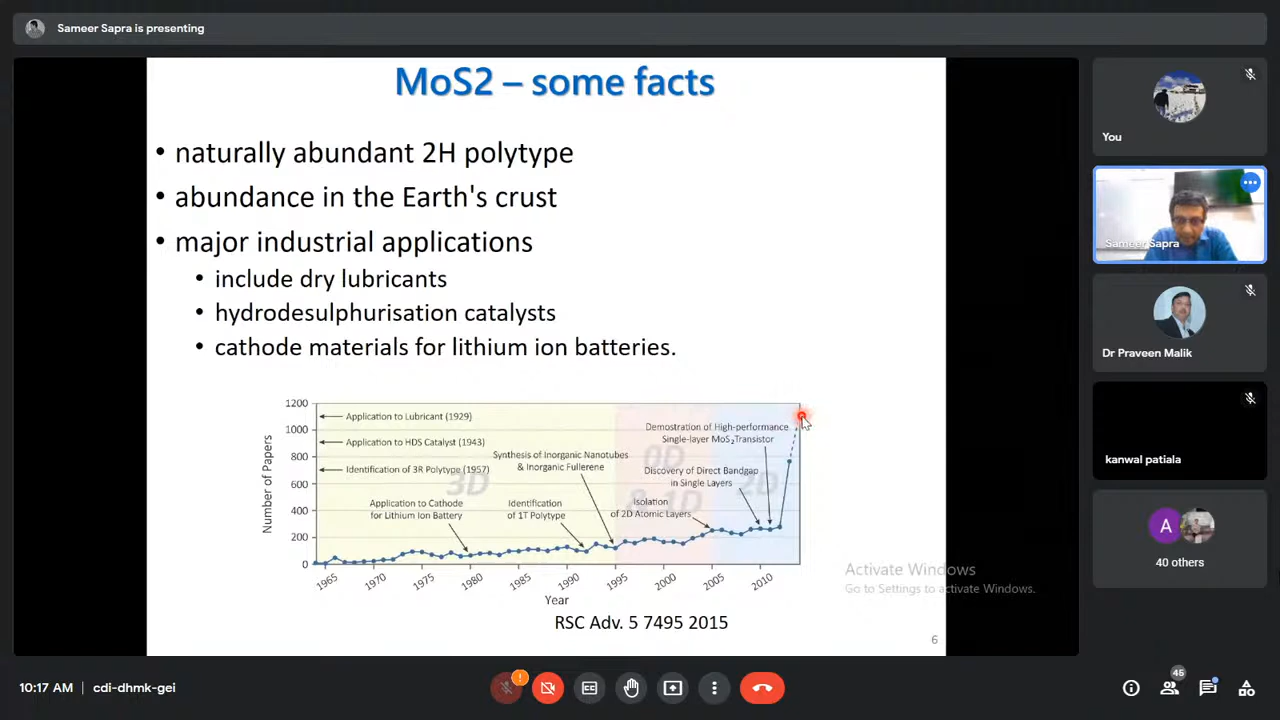 Sameer Sapra is presenting
MoS2 – some facts
• naturally abundant 2H polytype
• abundance in the Earth's crust
• major industrial applications
• include dry lubricants
• hydrodesulphurisation catalysts
• cathode materials for lithium ion batteries.
Number of Papers
1200
1000
800
600
400
200
0
Application to Lubricant (1929)
Application to HDS Catalyst (1943)
Identification of 3R Polytype (1957)
3D
Application to Cathode
for Lithium Ion Battery
Identification
of 1T Polytype
Synthesis of Inorganic Nanotubes
& Inorganic Fullerene
0D
& 1D
Isolation
of 2D Atomic Layers
Demostration of High-performance
Single-layer MoS₂Transistor
Discovery of Direct Bandgap
in Single Layers
2D
1965
1970
1975
1980
1985
1990
1995
2000
2005
2010
Year
RSC Adv. 5 7495 2015
6
Activate Windows
Go to Settings to activate Windows.
You
Sameer Sapra
Dr Praveen Malik
kanwal patiala
A
40 others
10:17 AM | cdi-dhmk-gei
!
CC
45